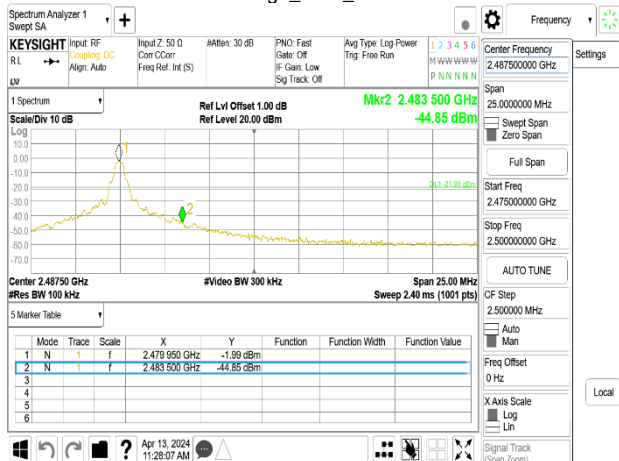 Spectrum Analyzer 1
Swept SA
Frequency
KEYSIGHT
RL
Input: RF
Coupling: DC
Align: Auto
Input Z: 50 Ω
Corr CCorr
Freq Ref: Int (S)
#Atten: 30 dB
PNO: Fast
Gate: Off
IF Gain: Low
Sig Track: Off
Avg Type: Log-Power
Trig: Free Run
1 2 3 4 5 6
M W W W W W
P N N N N N
Center Frequency
2.487500000 GHz
Settings
Span
25.0000000 MHz
Swept Span
Zero Span
Full Span
Start Freq
2.475000000 GHz
Stop Freq
2.500000000 GHz
AUTO TUNE
CF Step
2.500000 MHz
Auto
Man
Freq Offset
0 Hz
X Axis Scale
Log
Lin
Signal Track
(Span Zoom)
Local
1 Spectrum
Scale/Div 10 dB
Ref Lvl Offset 1.00 dB
Ref Level 20.00 dBm
Mkr2 2.483 500 GHz
-44.85 dBm
Log
10.0
0.00
-10.0
-20.0
-30.0
-40.0
-50.0
-60.0
-70.0
1
2
DL1 -21.99 dBm
Center 2.48750 GHz
#Res BW 100 kHz
#Video BW 300 kHz
Span 25.00 MHz
Sweep 2.40 ms (1001 pts)
5 Marker Table
Mode Trace Scale X Y Function Function Width Function Value
1 N 1 f 2.479 950 GHz -1.99 dBm
2 N 1 f 2.483 500 GHz -44.85 dBm
3
4
5
6
?
Apr 13, 2024
11:28:07 AM